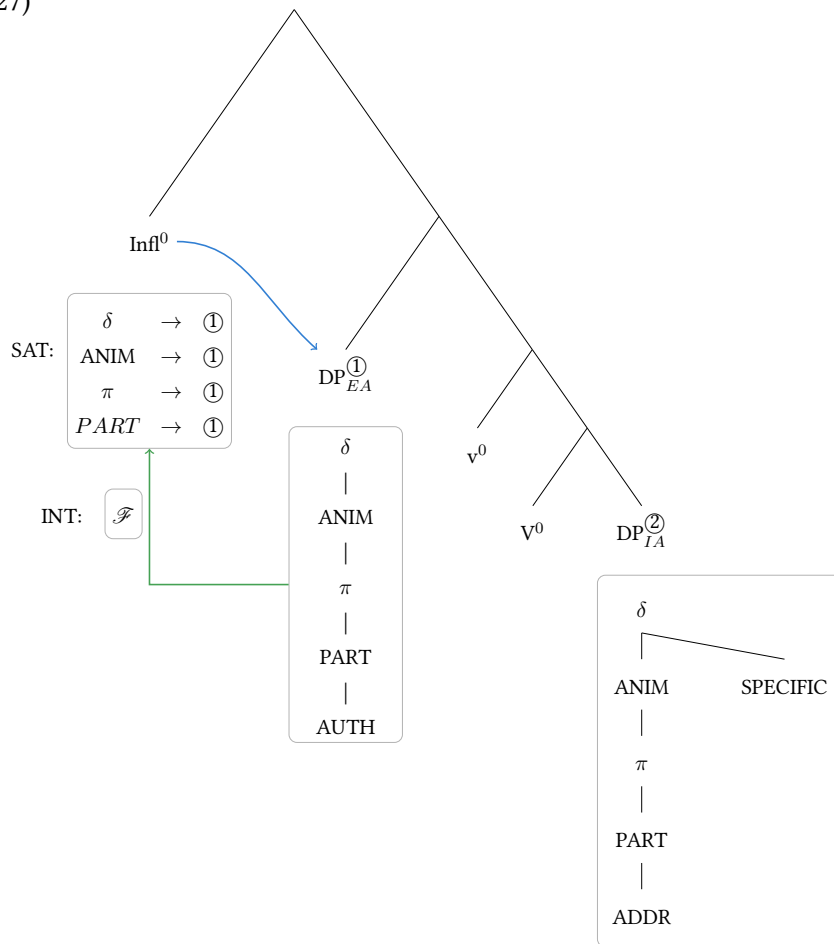 27)
Infl⁰
SAT:
δ → ①
ANIM → ①
π → ①
PART → ①
INT: ℱ
DP①EA
δ
ANIM
π
PART
AUTH
v⁰
V⁰
DP②IA
δ
ANIM SPECIFIC
π
PART
ADDR